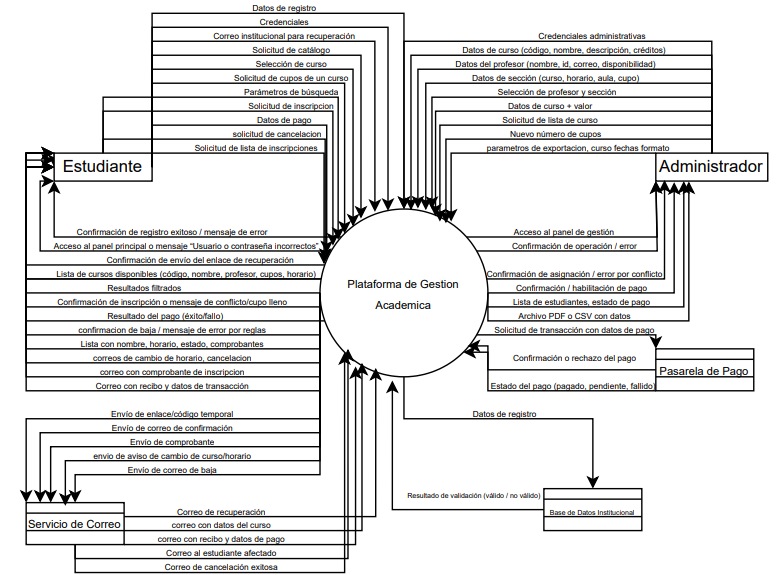 Datos de registro
Credenciales
Correo institucional para recuperación
Solicitud de catálogo
Selección de curso
Solicitud de cupos de un curso
Parámetros de búsqueda
Solicitud de inscripcion
Datos de pago
solicitud de cancelacion
Solicitud de lista de inscripciones
Credenciales administrativas
Datos de curso (código, nombre, descripción, créditos)
Datos del profesor (nombre, id, correo, disponibilidad)
Datos de sección (curso, horario, aula, cupo)
Selección de profesor y sección
Datos de curso + valor
Solicitud de lista de curso
Nuevo número de cupos
parametros de exportacion, curso fechas formato
Estudiante
Administrador
Confirmación de registro exitoso / mensaje de error
Acceso al panel principal o mensaje "Usuario o contraseña incorrectos"
Confirmación de envío del enlace de recuperación
Lista de cursos disponibles (código, nombre, profesor, cupos, horario)
Resultados filtrados
Confirmación de inscripción o mensaje de conflicto/cupo lleno
Resultado del pago (éxito/fallo)
confirmacion de baja / mensaje de error por reglas
Lista con nombre, horario, estado, comprobantes
correos de cambio de horario, cancelacion
correo con comprobante de inscripcion
Correo con recibo y datos de transacción
Plataforma de Gestion
Academica
Acceso al panel de gestión
Confirmación de operación / error
Confirmación de asignación / error por conflicto
Confirmación / habilitación de pago
Lista de estudiantes, estado de pago
Archivo PDF o CSV con datos
Solicitud de transacción con datos de pago
Confirmación o rechazo del pago
Estado del pago (pagado, pendiente, fallido)
Pasarela de Pago
Envío de enlace/código temporal
Envío de correo de confirmación
Envío de comprobante
envio de aviso de cambio de curso/horario
Envío de correo de baja
Datos de registro
Resultado de validación (válido / no válido)
Base de Datos Institucional
Servicio de Correo
Correo de recuperación
correo con datos del curso
correo con recibo y datos de pago
Correo al estudiante afectado
Correo de cancelación exitosa